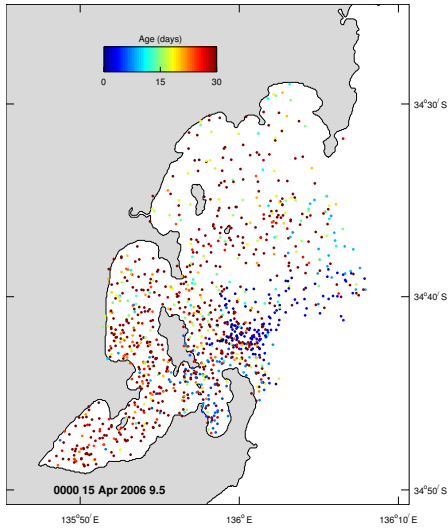 Age (days)
0 15 30
34°30' S
34°40' S
34°50' S
0000 15 Apr 2006 9.5
135°50' E 136°E 136°10' E